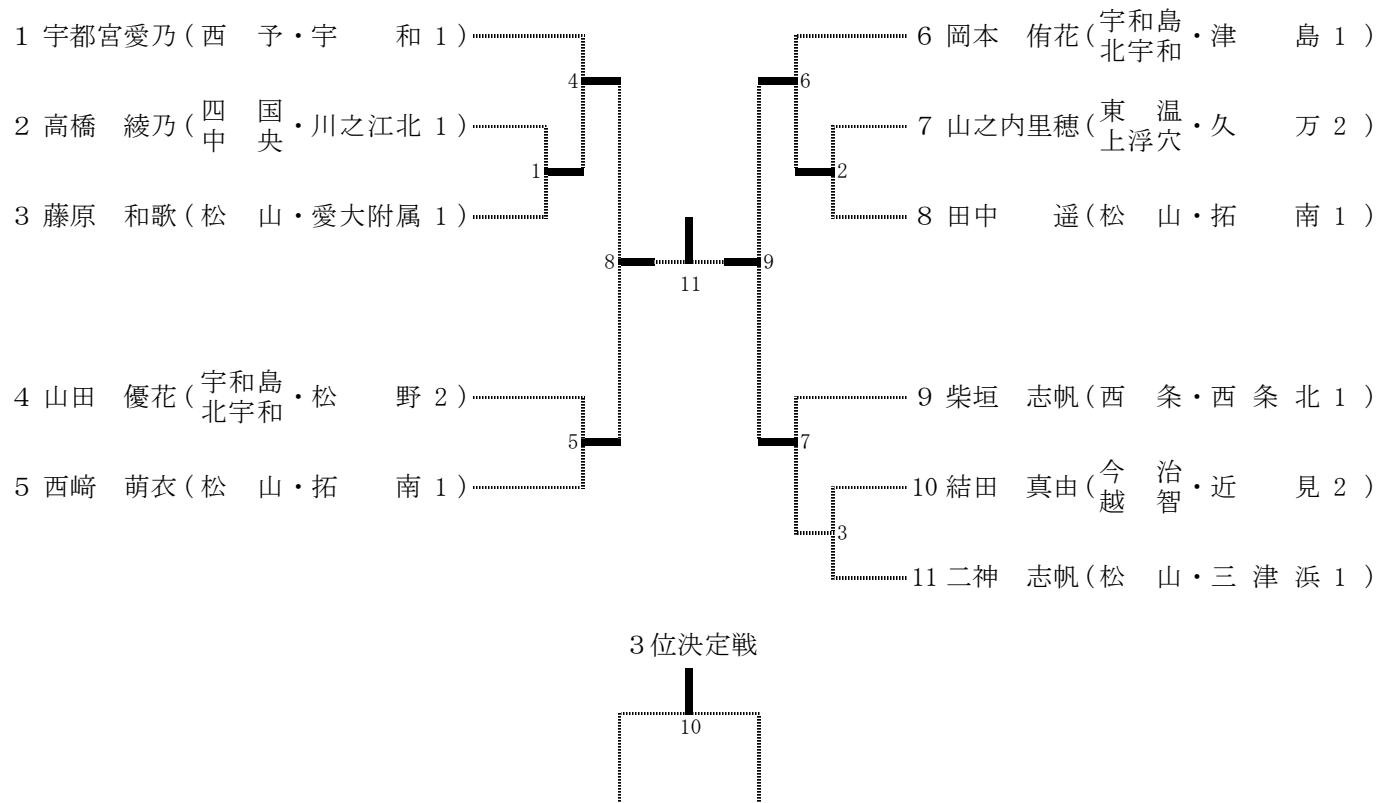 1 宇都宮愛乃(西 予・宇 和 1)
2 高橋 綾乃(四 国中 央・川之江北 1)
3 藤原 和歌(松 山・愛大附属 1)
4 山田 優花(宇和島北宇和・松 野 2)
5 西﨑 萌衣(松 山・拓 南 1)
4
1
8
5
11
6 岡本 侑花(宇和島北宇和・津 島 1 )
7 山之内里穂(東 温上浮穴・久 万 2 )
8 田中 遥(松 山・拓 南 1 )
9 柴垣 志帆(西 条・西 条 北 1 )
10 結田 真由(今 治越 智・近 見 2 )
11 二神 志帆(松 山・三 津 浜 1 )
6
2
9
7
3
3位決定戦
10